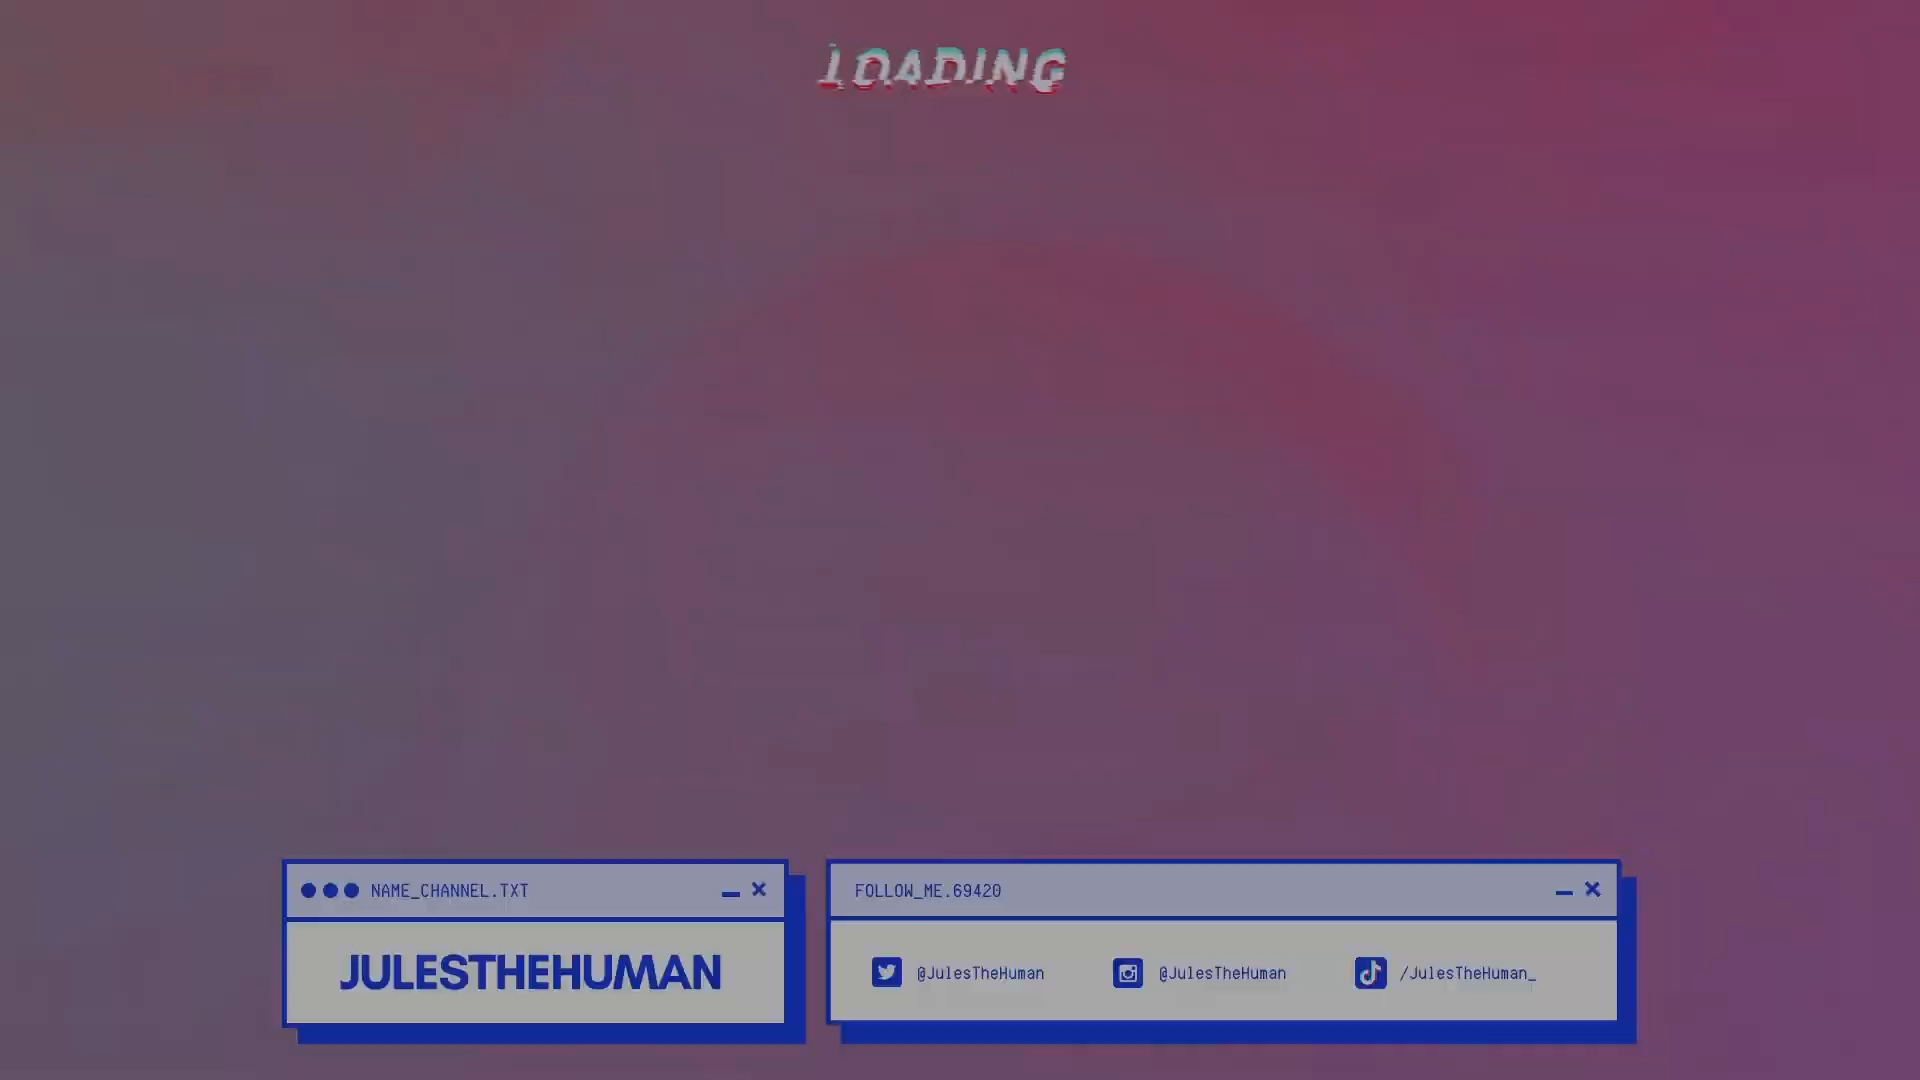 LOADING
NAME_CHANNEL.TXT
JULESTHEHUMAN
FOLLOW_ME.69420
@JulesTheHuman
@JulesTheHuman
/JulesTheHuman_